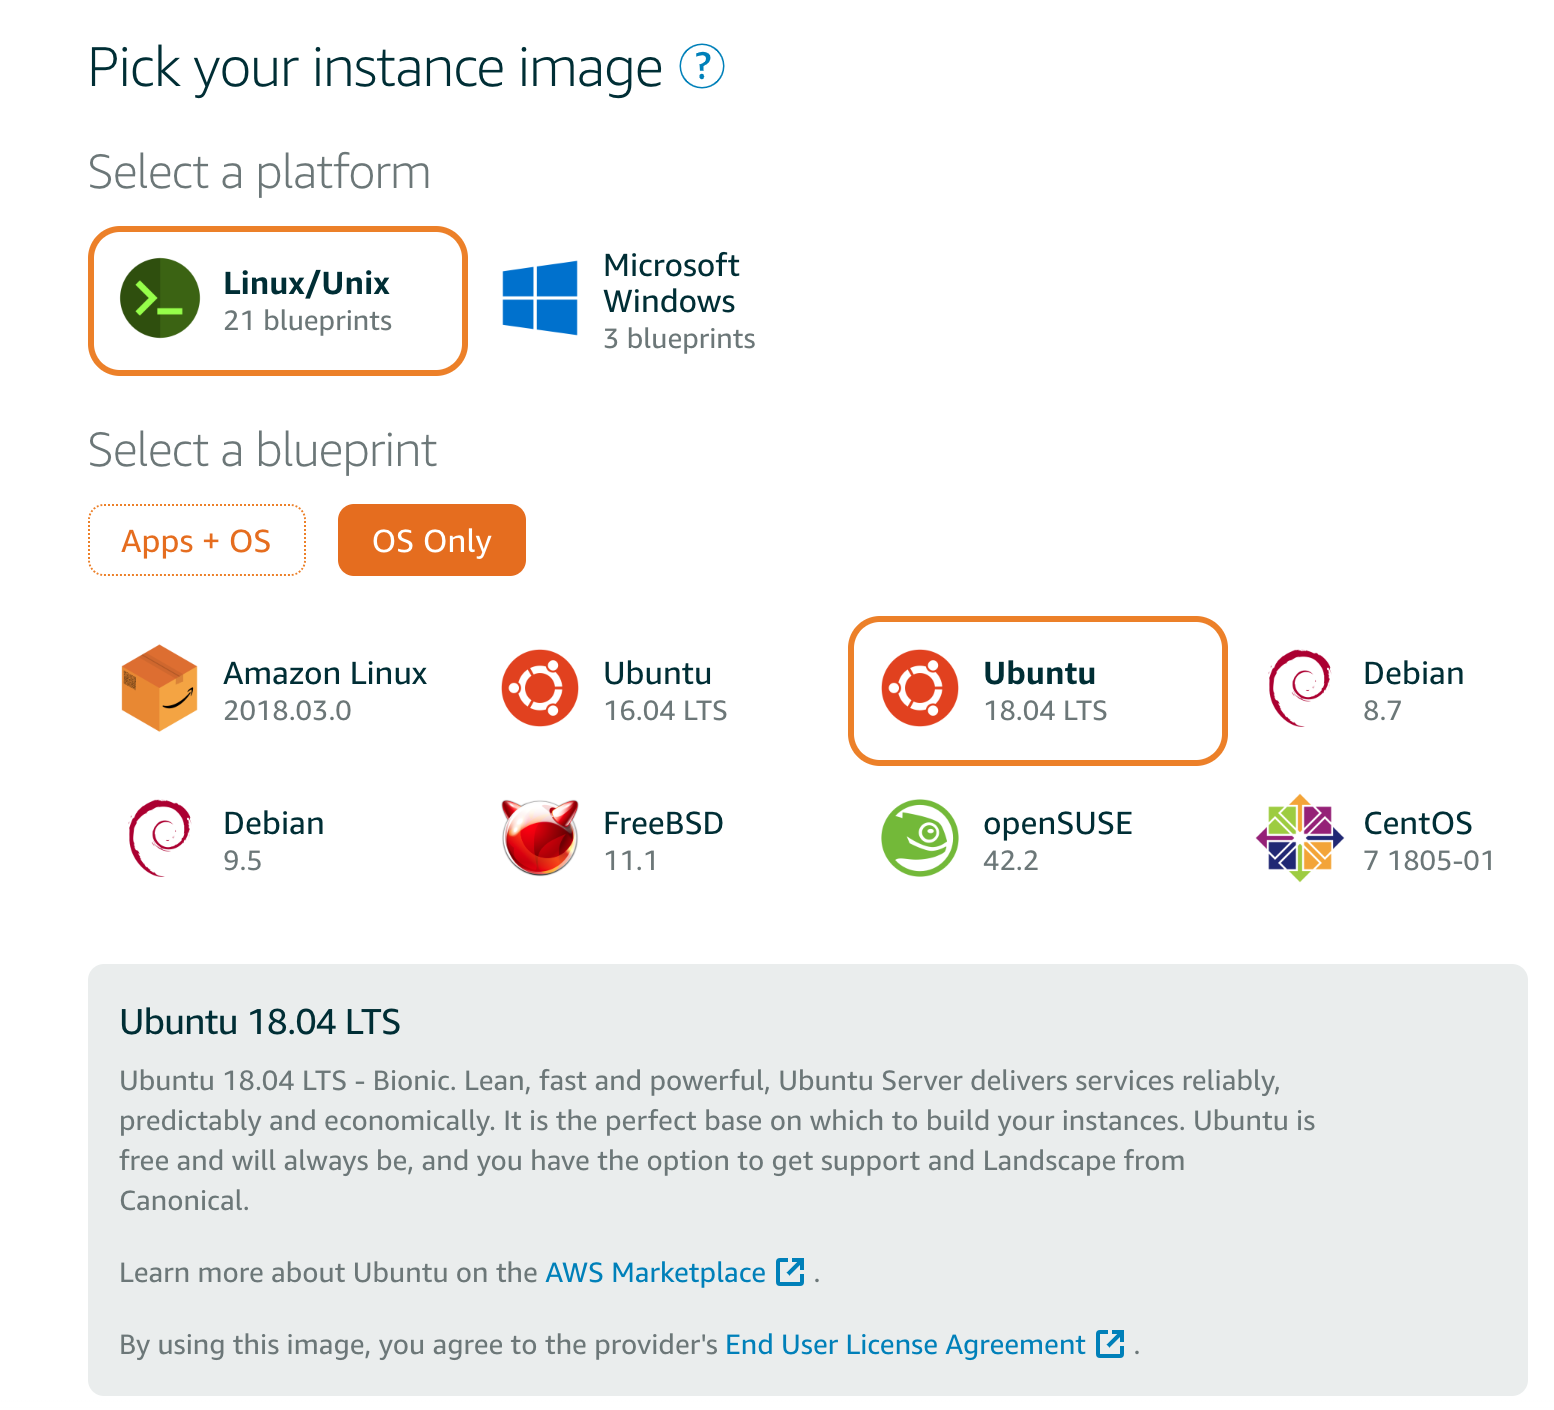 Pick your instance image ?
Select a platform
Linux/Unix
21 blueprints
Microsoft
Windows
3 blueprints
Select a blueprint
Apps + OS
OS Only
Amazon Linux
2018.03.0
Ubuntu
16.04 LTS
Ubuntu
18.04 LTS
Debian
8.7
Debian
9.5
FreeBSD
11.1
openSUSE
42.2
CentOS
7 1805-01
Ubuntu 18.04 LTS
Ubuntu 18.04 LTS - Bionic. Lean, fast and powerful, Ubuntu Server delivers services reliably,
predictably and economically. It is the perfect base on which to build your instances. Ubuntu is
free and will always be, and you have the option to get support and Landscape from
Canonical.
Learn more about Ubuntu on the AWS Marketplace .
By using this image, you agree to the provider's End User License Agreement .